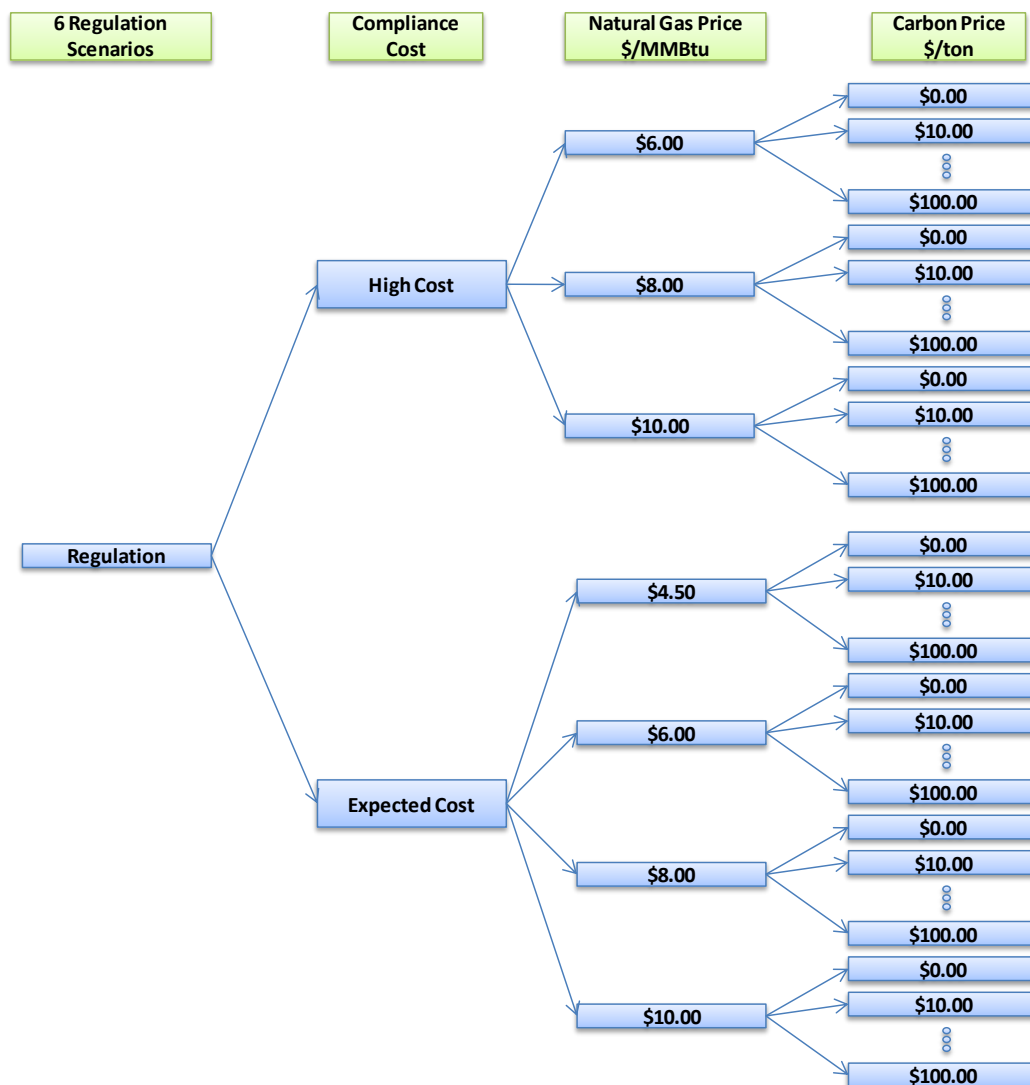 6 Regulation
Scenarios
Compliance
Cost
Natural Gas Price
$/MMBtu
Carbon Price
$/ton
$0.00
$10.00
$6.00
$100.00
$0.00
$10.00
High Cost
$8.00
$100.00
$0.00
$10.00
$10.00
$100.00
Regulation
$0.00
$10.00
$4.50
$100.00
$0.00
$10.00
$6.00
$100.00
Expected Cost
$0.00
$10.00
$8.00
$100.00
$0.00
$10.00
$10.00
$100.00